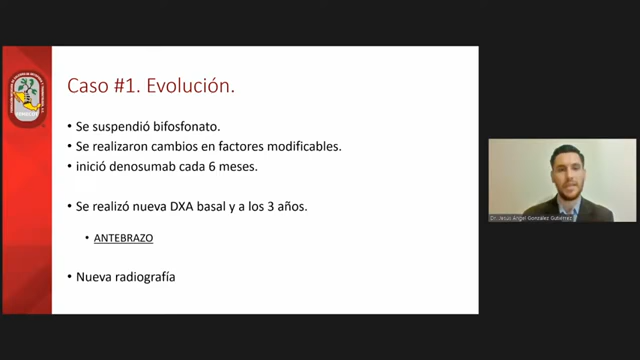 Caso #1. Evolución.
• Se suspendió bifosfonato.
• Se realizaron cambios en factores modificables.
• inició denosumab cada 6 meses.
• Se realizó nueva DXA basal y a los 3 años.
• ANTEBRAZO
• Nueva radiografía
Dr. Jesús Angel Gonzalez Gutiérrez